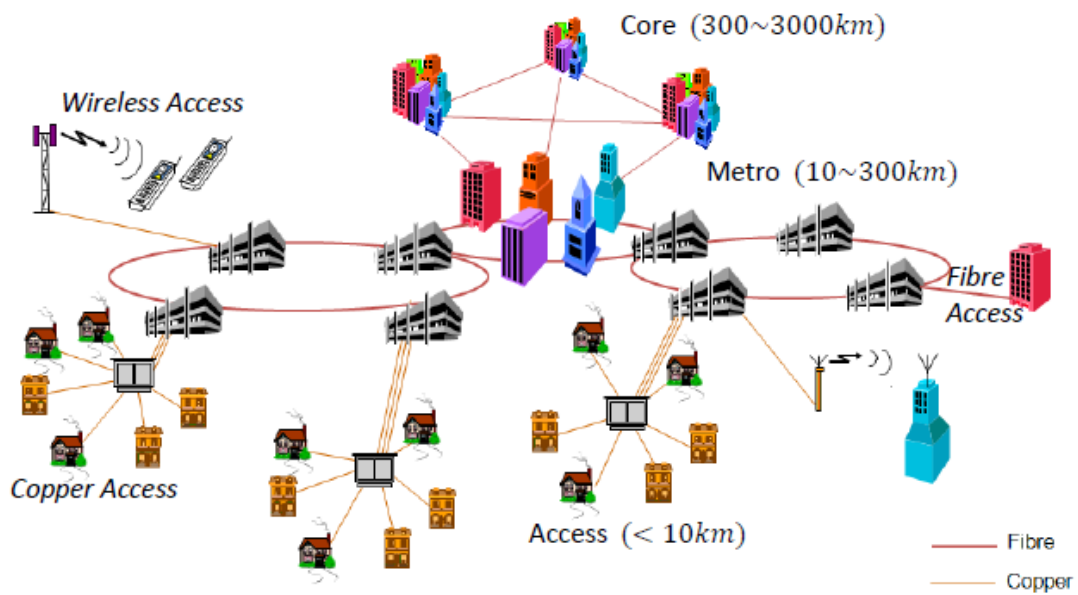 Core (300~3000km)
Wireless Access
Metro (10~300km)
Fibre
Access
Copper Access
Access (< 10km)
Fibre
Copper